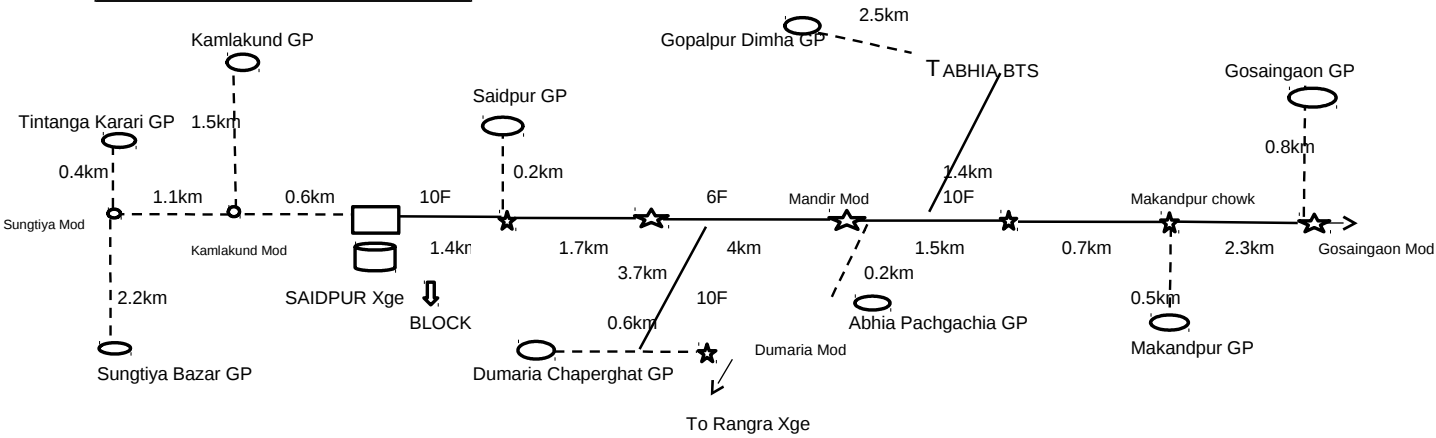 2.5km
Kamlakund GP
Gopalpur Dimha GP
T ABHIA BTS
Gosaingaon GP
Saidpur GP
Tintanga Karari GP
1.5km
0.8km
0.4km
0.2km
1.4km
1.1km
0.6km
10F
6F
Mandir Mod
10F
Makandpur chowk
Sungtiya Mod
Kamlakund Mod
1.4k
1.7km
4km
1.5km
0.7km
2.3km
Gosaingaon Mod
3.7km
0.2km
2.2km
SAIDPUR Xge
10F
0.5km
BLOCK
0.6km
Abhia Pachgachia GP
Dumaria Mod
Makandpur GP
Sungtiya Bazar GP
Dumaria Chaperghat GP
To Rangra Xge